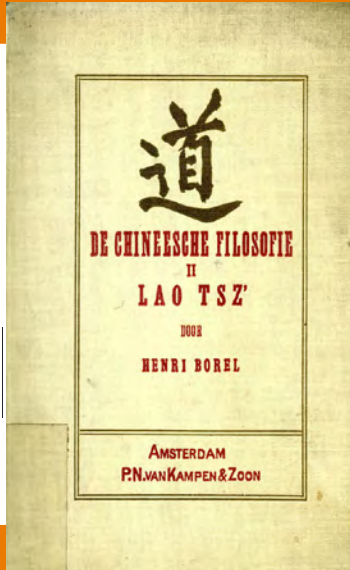 道
DE CHINEESCHE FILOSOFIE
II
LAO TSZ'
DOOR
HENRI BOREL
AMSTERDAM
P.N. VAN KAMPEN & ZOON